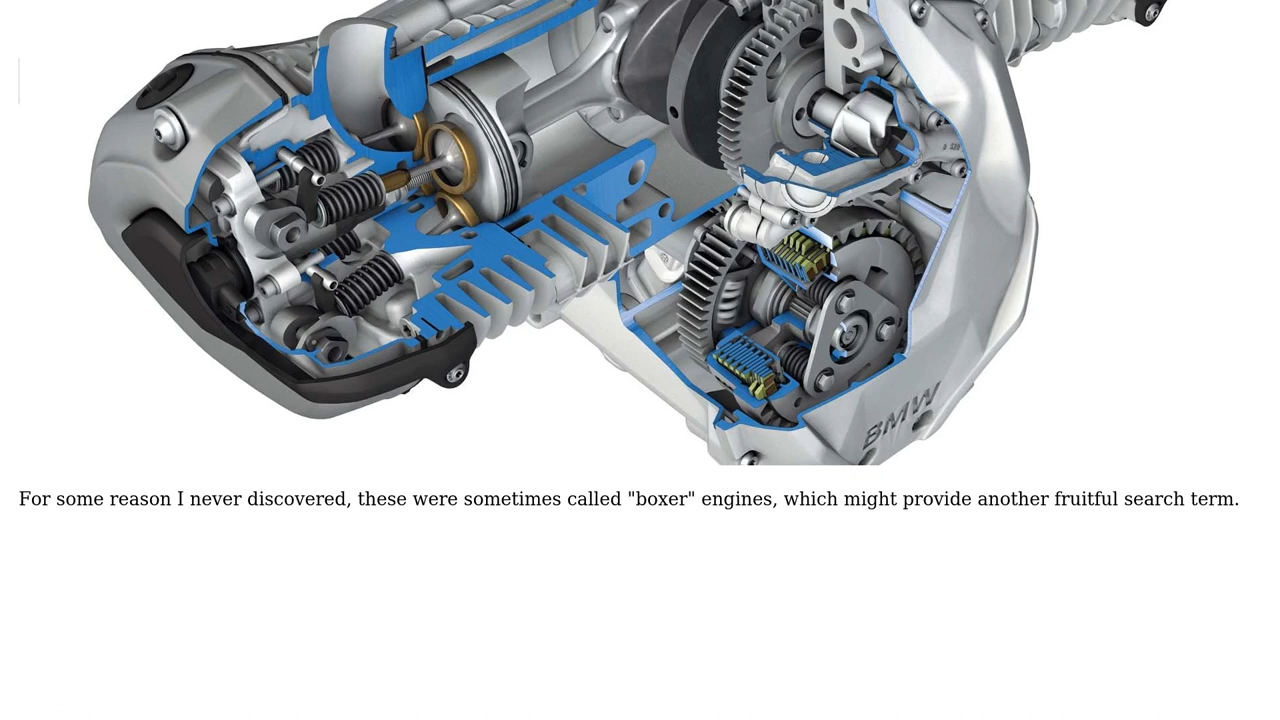 BMW
For some reason I never discovered, these were sometimes called "boxer" engines, which might provide another fruitful search term.